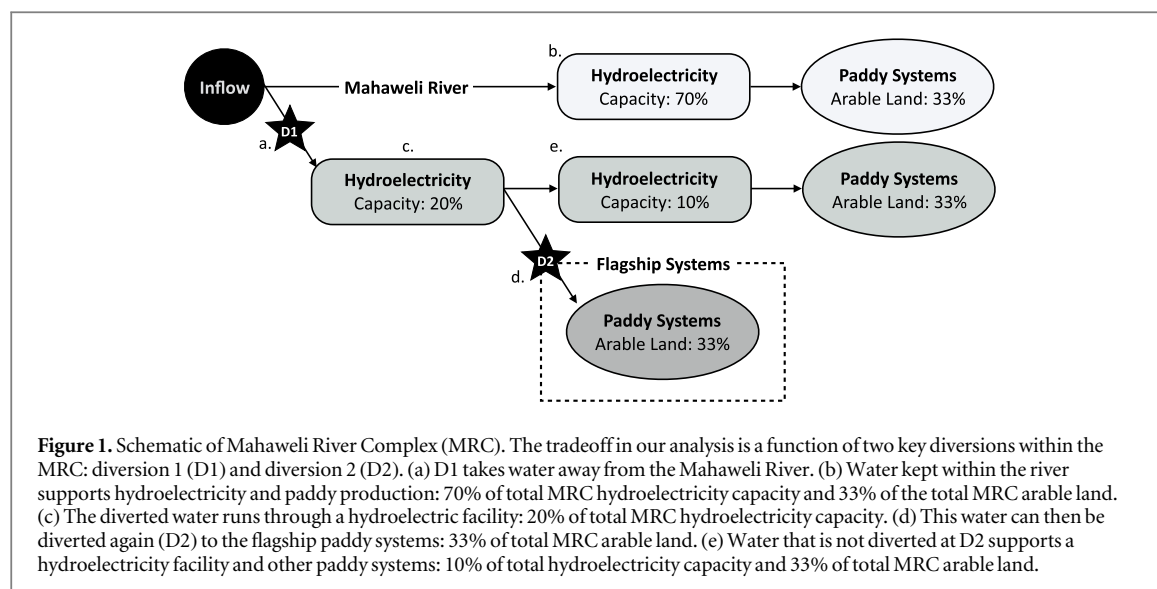 Inflow
Mahaweli River
b.
Hydroelectricity
Capacity: 70%
Paddy Systems
Arable Land: 33%
D1
a.
c.
Hydroelectricity
Capacity: 20%
e.
Hydroelectricity
Capacity: 10%
Paddy Systems
Arable Land: 33%
D2
d.
Flagship Systems
Paddy Systems
Arable Land: 33%
Figure 1. Schematic of Mahaweli River Complex (MRC). The tradeoff in our analysis is a function of two key diversions within the
MRC: diversion 1 (D1) and diversion 2 (D2). (a) D1 takes water away from the Mahaweli River. (b) Water kept within the river
supports hydroelectricity and paddy production: 70% of total MRC hydroelectricity capacity and 33% of the total MRC arable land.
(c) The diverted water runs through a hydroelectric facility: 20% of total MRC hydroelectricity capacity. (d) This water can then be
diverted again (D2) to the flagship paddy systems: 33% of total MRC arable land. (e) Water that is not diverted at D2 supports a
hydroelectricity facility and other paddy systems: 10% of total hydroelectricity capacity and 33% of total MRC arable land.